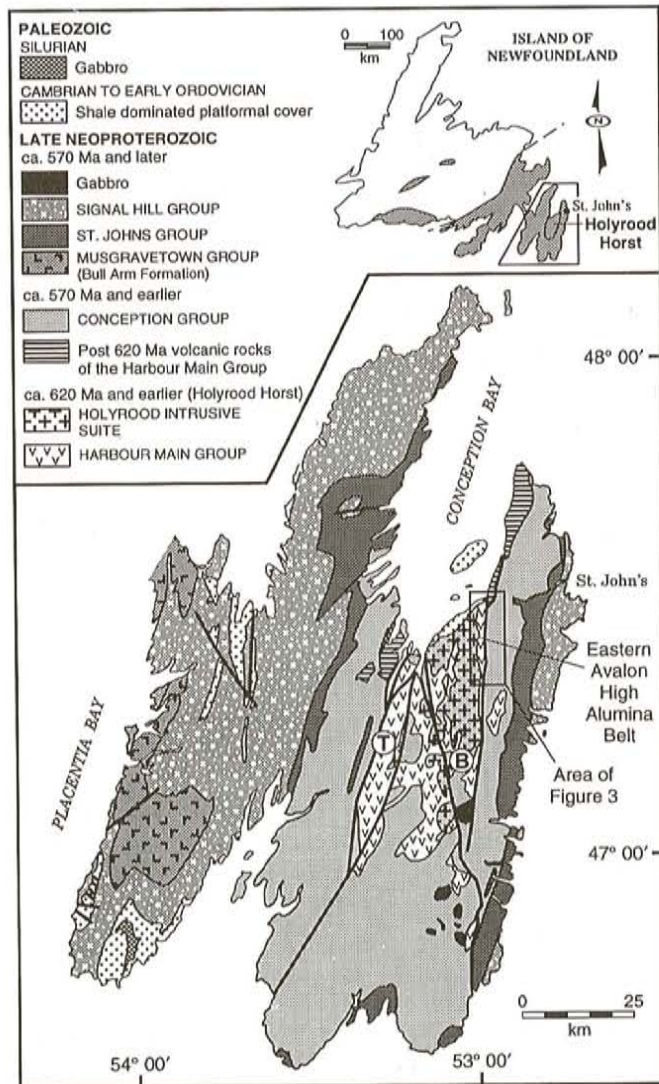 PALEOZOIC
SILURIAN
Gabbro
CAMBRIAN TO EARLY ORDOVICIAN
Shale dominated platformal cover
LATE NEOPROTEROZOIC
ca. 570 Ma and later
Gabbro
SIGNAL HILL GROUP
ST. JOHNS GROUP
MUSGRAVETOWN GROUP
(Bull Arm Formation)
ca. 570 Ma and earlier
CONCEPTION GROUP
Post 620 Ma volcanic rocks
of the Harbour Main Group
ca. 620 Ma and earlier (Holyrood Horst)
HOLYROOD INTRUSIVE
SUITE
HARBOUR MAIN GROUP
0 100
km
ISLAND OF
NEWFOUNDLAND
N
St. John's
Holyrood
Horst
48° 00'
CONCEPTION BAY
St. John's
Eastern
Avalon
High
Alumina
Belt
Area of
Figure 3
PLACENTIA BAY
T
B
47° 00'
0 25
km
54° 00'
53° 00'